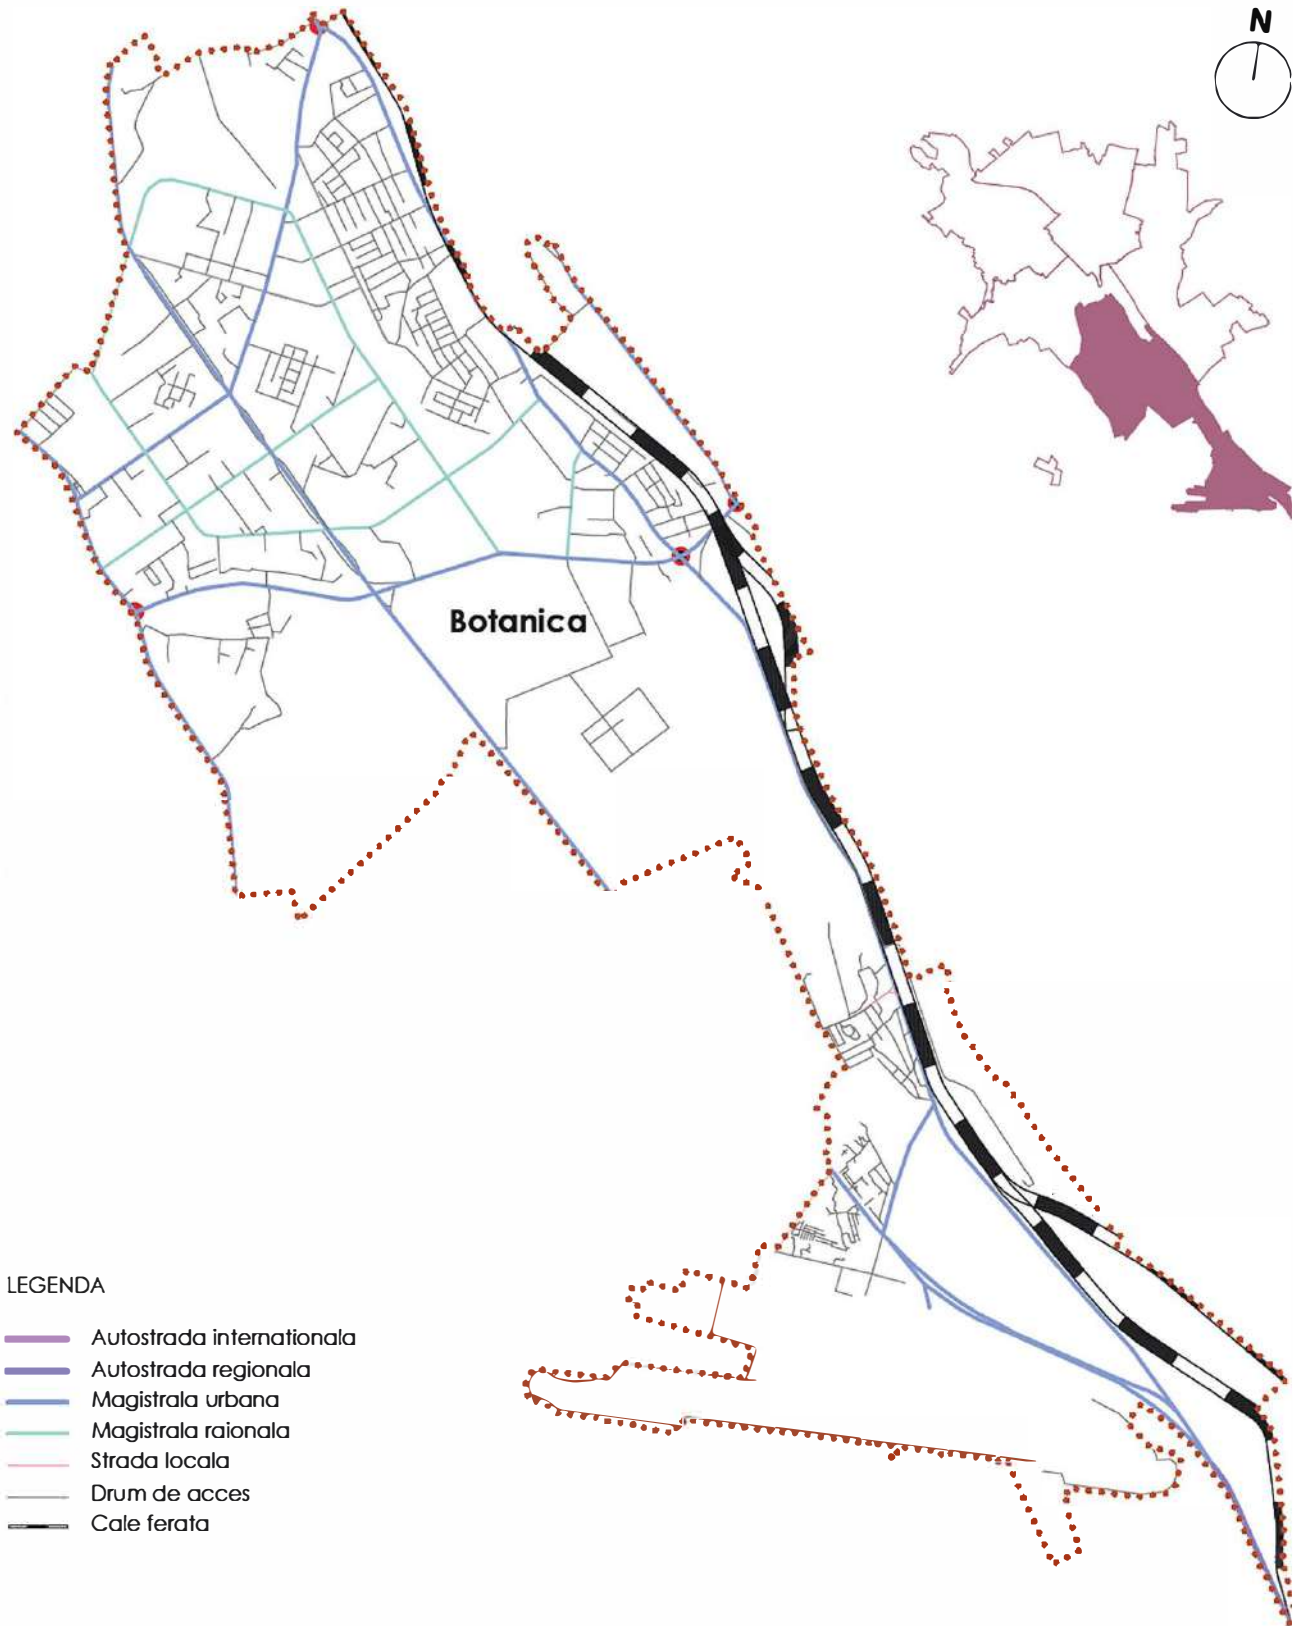 N
Botanica
LEGENDA
Autostrada internationala
Autostrada regionala
Magistrala urbana
Magistrala raionala
Strada locala
Drum de acces
Cale ferata